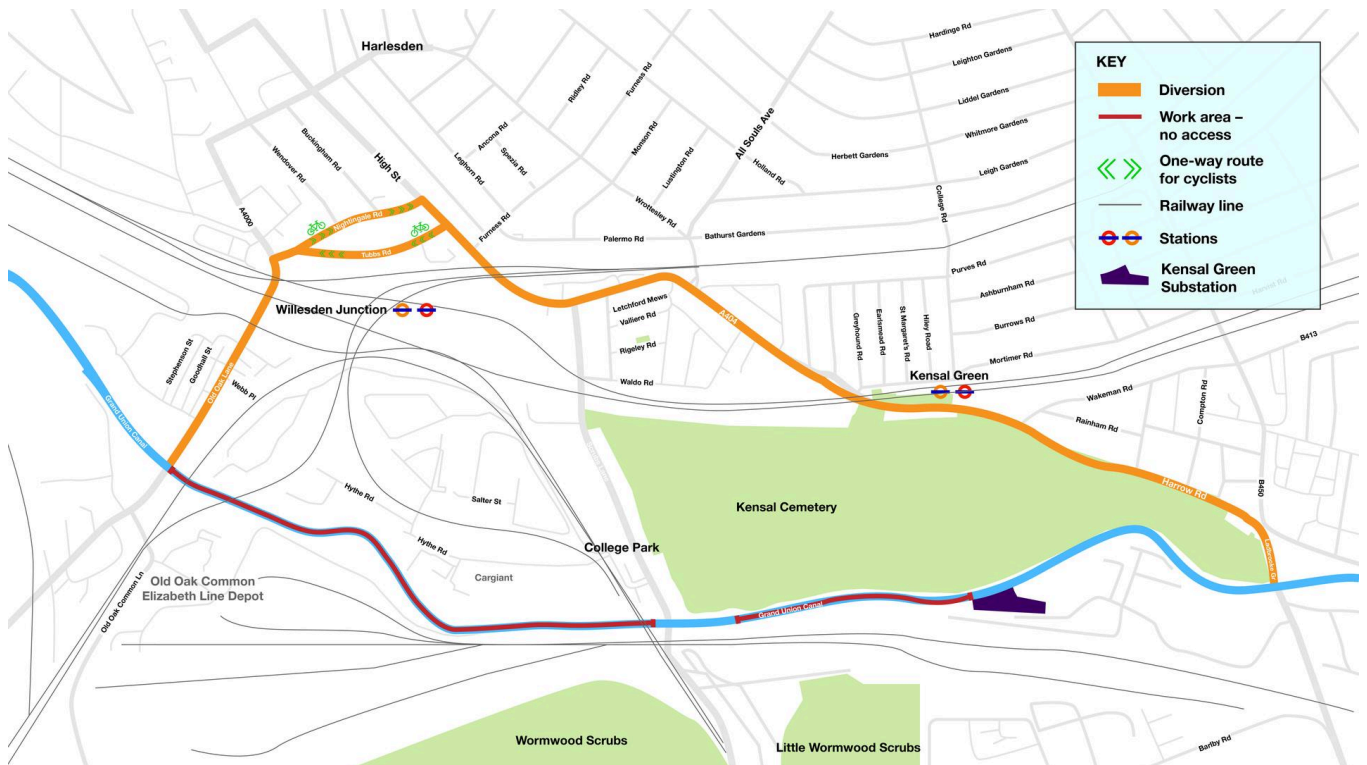 Harlesden
Hardinge Rd
Leighton Gardens
Liddel Gardens
Whitmore Gardens
Leigh Gardens
Herbett Gardens
KEY
Diversion
Work area –
no access
One-way route
for cyclists
Railway line
Stations
Kensal Green
Substation
Ridley Rd
Furness Rd
Ancona Rd
Spezia Rd
Leghorn Rd
Monson Rd
Lustington Rd
All Souls Ave
Holland Rd
Wrottesley Rd
Furness Rd
Palermo Rd
Bathurst Gardens
College Rd
Buckingham Rd
Wendover Rd
High St
A4000
Nightingale Rd
Tubbs Rd
Willesden Junction
Letchford Mews
Valliere Rd
Rigeley Rd
Waldo Rd
A404
Purves Rd
Ashburnham Rd
Burrows Rd
Mortimer Rd
Greyhound Rd
Earlsmead Rd
St Margaret's Rd
Hiley Road
Kensal Green
B413
Wakeman Rd
Rainham Rd
Compton Rd
Harrow Rd
B450
Ladbroke Gr
Stephenson St
Goodhall St
Webb Pl
Old Oak Lane
Grand Union Canal
Hythe Rd
Salter St
Hythe Rd
Cargiant
College Park
Kensal Cemetery
Old Oak Common
Elizabeth Line Depot
Old Oak Common Ln
Grand Union Canal
Wormwood Scrubs
Little Wormwood Scrubs
Barlby Rd